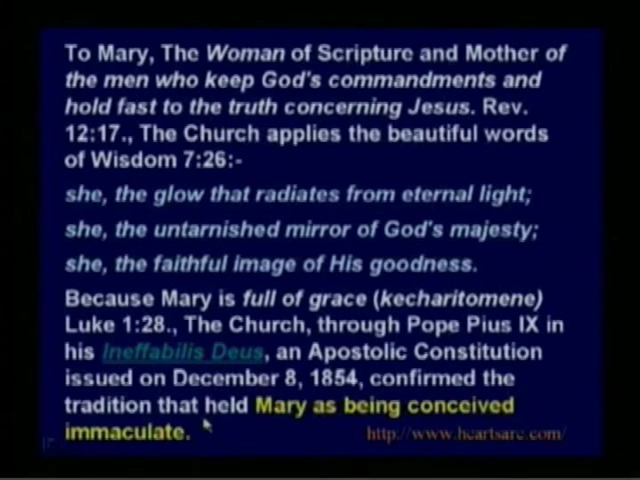 To Mary, The Woman of Scripture and Mother of
the men who keep God's commandments and
hold fast to the truth concerning Jesus. Rev.
12:17., The Church applies the beautiful words
of Wisdom 7:26:-
she, the glow that radiates from eternal light;
she, the untarnished mirror of God's majesty;
she, the faithful image of His goodness.
Because Mary is full of grace (kecharitomene)
Luke 1:28., The Church, through Pope Pius IX in
his Ineffabilis Deus, an Apostolic Constitution
issued on December 8, 1854, confirmed the
tradition that held Mary as being conceived
immaculate.
http://www.heartsare.com/